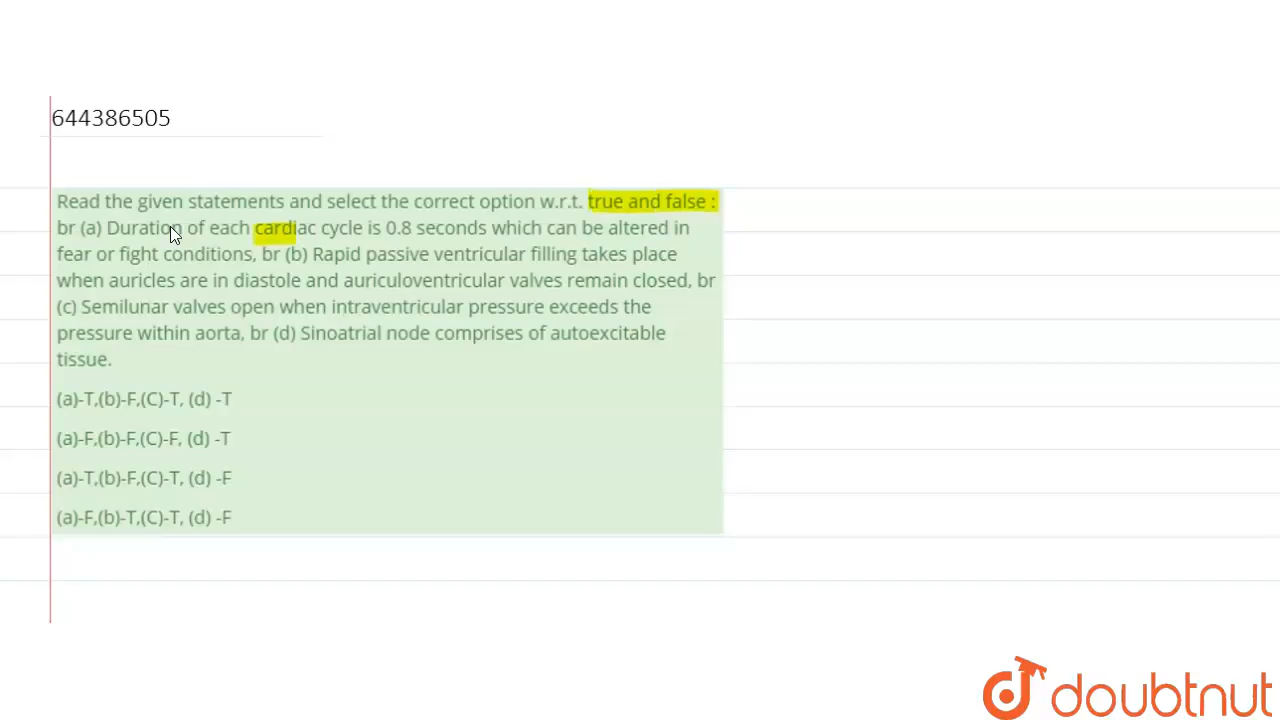 644386505
Read the given statements and select the correct option w.r.t. true and false :
br (a) Duration of each cardiac cycle is 0.8 seconds which can be altered in
fear or fight conditions, br (b) Rapid passive ventricular filling takes place
when auricles are in diastole and auriculoventricular valves remain closed, br
(c) Semilunar valves open when intraventricular pressure exceeds the
pressure within aorta, br (d) Sinoatrial node comprises of autoexcitable
tissue.
(a)-T,(b)-F,(C)-T, (d) -T
(a)-F,(b)-F,(C)-F, (d) -T
(a)-T,(b)-F,(C)-T, (d) -F
(a)-F,(b)-T,(C)-T, (d) -F
doubtnut